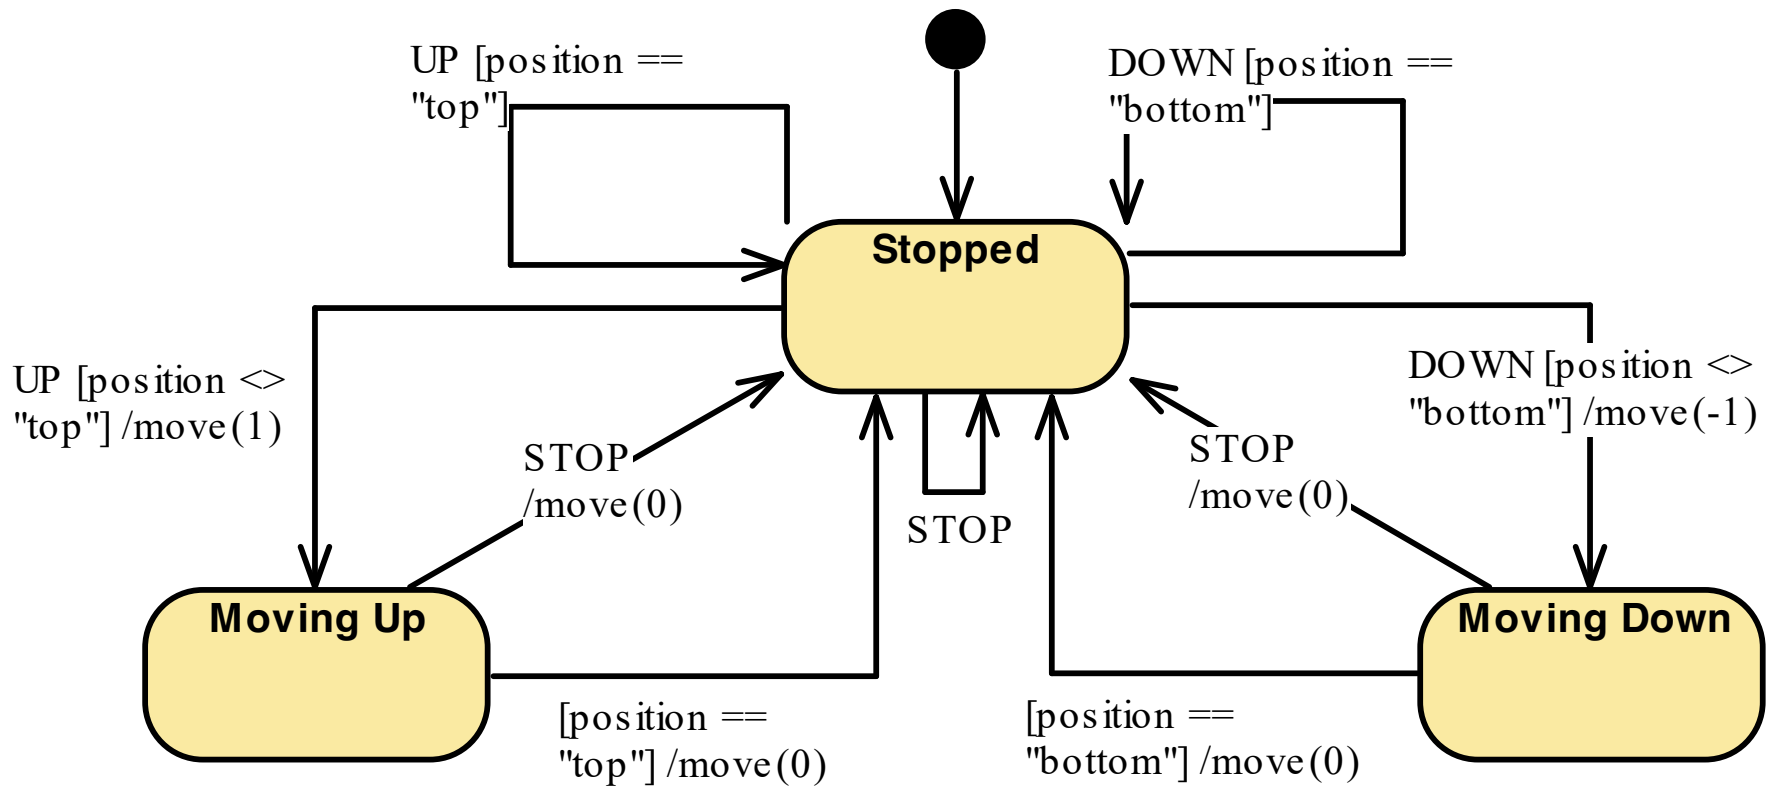 UP [position ==
"top"]
DOWN [position ==
"bottom"]
Stopped
UP [position <>
"top"] /move(1)
DOWN [position <>
"bottom"] /move(-1)
STOP
/move(0)
STOP
/move(0)
STOP
Moving Up
Moving Down
[position ==
"top"] /move(0)
[position ==
"bottom"] /move(0)